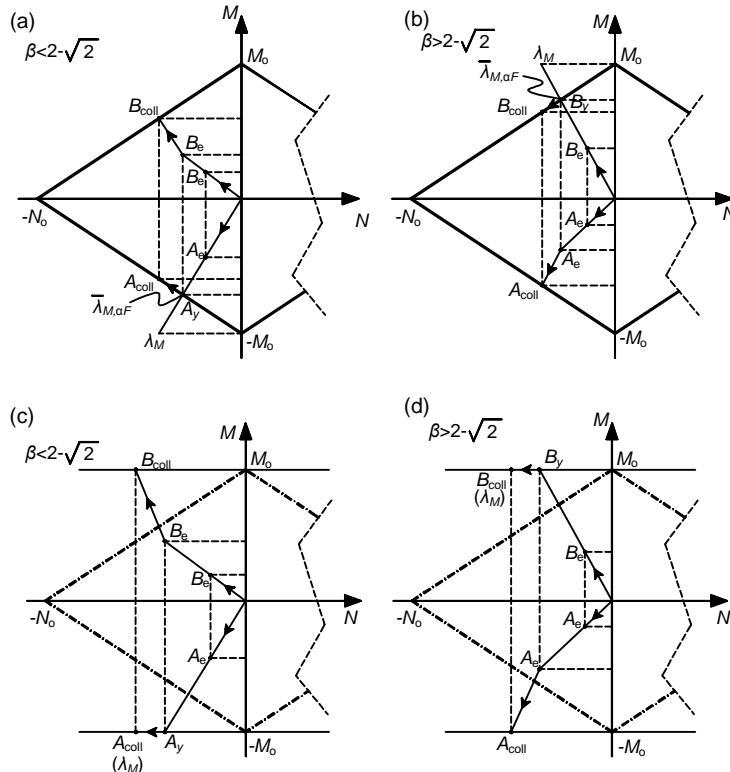 (a)
M
β<2-√2
M₀
B_coll
B_e
B_e
-N₀
N
A_e
A_coll
λ̅_M,αF
A_y
λ_M
-M₀
(b)
M
β>2-√2
λ_M
M₀
λ̅_M,αF
B_coll
B_y
B_e
-N₀
N
A_e
A_e
A_coll
-M₀
(c)
M
β<2-√2
B_coll
M₀
B_e
B_e
-N₀
N
A_e
A_coll
A_y
-M₀
(λ_M)
(d)
M
β>2-√2
B_y
M₀
B_coll
(λ_M)
B_e
-N₀
N
A_e
A_e
A_coll
-M₀